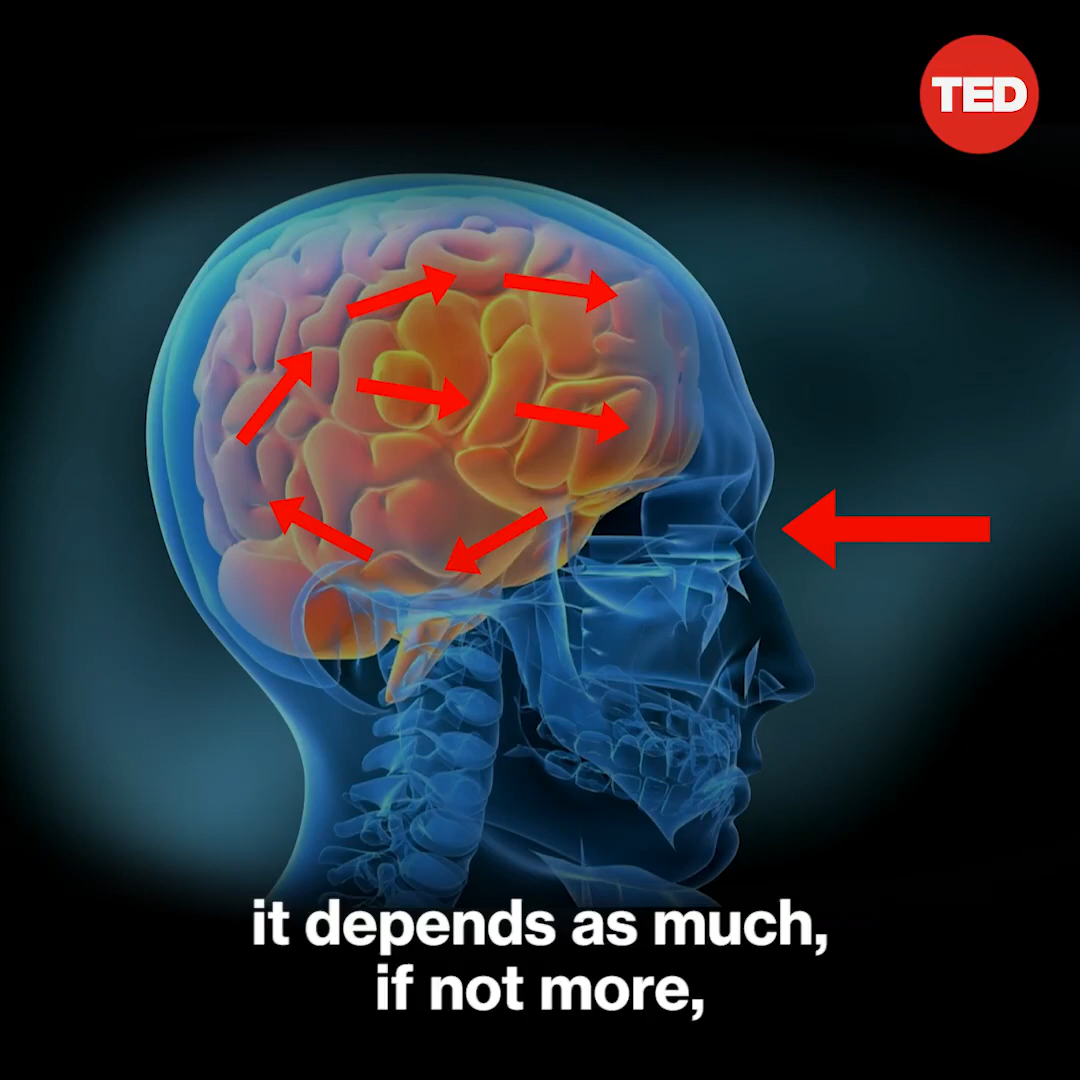 TED
it depends as much,
if not more,